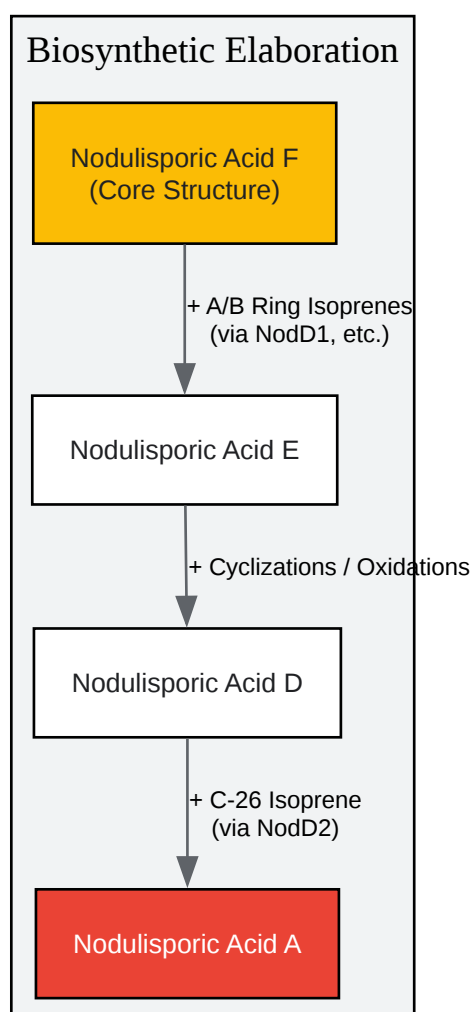 Biosynthetic Elaboration
Nodulisporic Acid F
(Core Structure)
+ A/B Ring Isoprenes
(via NodD1, etc.)
Nodulisporic Acid E
+ Cyclizations / Oxidations
Nodulisporic Acid D
+ C-26 Isoprene
(via NodD2)
Nodulisporic Acid A